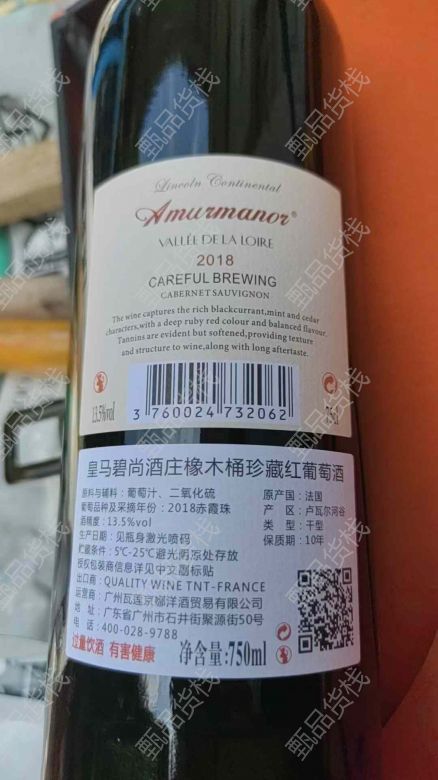 Lincoln Continental
Amurmanor®
VALLÉE DE LA LOIRE
2018
CAREFUL BREWING
CABERNET SAUVIGNON
The wine captures the rich blackcurrant,mint and cedar
characters,with a deep ruby red colour and balanced flavour.
Tannins are evident but softened,providing texture
and structure to wine,along with long aftertaste.
13.5%vol
75cl
3 760024 732062
皇马碧尚酒庄橡木桶珍藏红葡萄酒
原料与辅料：葡萄汁、二氧化硫
原产国：法国
葡萄品种及采摘年份：2018赤霞珠
产 区：卢瓦尔河谷
酒精度：13.5%vol
类 型：干型
生产日期：见瓶身激光喷码
保质期：10年
贮藏条件：5℃-25℃避光阴凉处存放
授权包装商信息详见中文副标贴
出口商：QUALITY WINE TNT-FRANCE
运营商：广州瓦莲京榔洋酒贸易有限公司
地 址：广东省广州市石井街聚源街50号
电 话：400-028-9788
过量饮酒 有害健康
净含量:750ml
甄品货栈